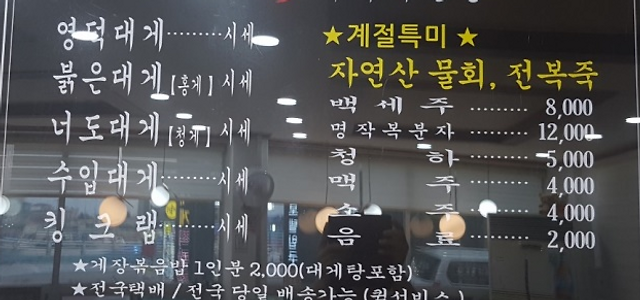 영덕대게·········시세
붉은대게[홍게] 시세
너도대게[청게] 시세
수입대게·········시세
킹 크 랩·········시세
★게장볶음밥 1인분 2,000(대게탕포함)
★전국택배 / 전국 당일 배송가능(퀵서비스)
★계절특미★
자연산 물회, 전복죽
백 세 주 ·········· 8,000
명작복분자 ·········· 12,000
청 하 ·········· 5,000
맥 주 ·········· 4,000
소 주 ·········· 4,000
음 료 ·········· 2,000